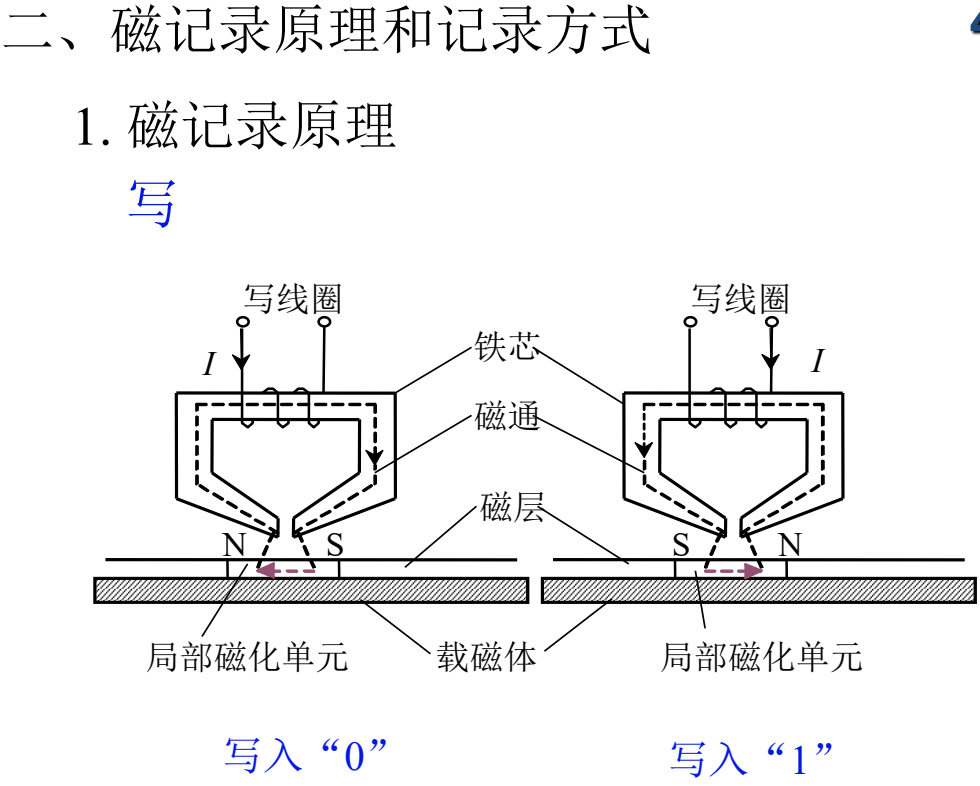 二、磁记录原理和记录方式
1. 磁记录原理
写
写线圈
写线圈
I
铁芯
I
磁通
磁层
N
S
S
N
局部磁化单元
载磁体
局部磁化单元
写入“0”
写入“1”